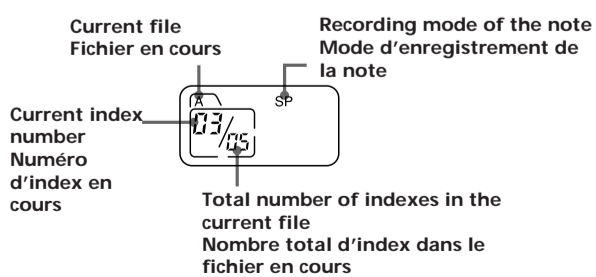 Current file
Fichier en cours
Recording mode of the note
Mode d'enregistrement de
la note
A
SP
Current index
number
Numéro
d'index en
cours
03/05
Total number of indexes in the
current file
Nombre total d'index dans le
fichier en cours